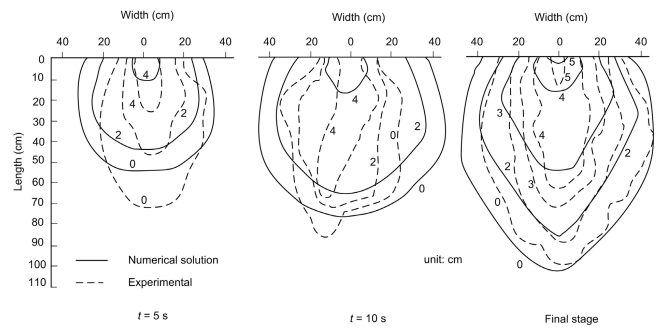 Width (cm)
Width (cm)
Width (cm)
40 20 0 20 40
40 20 0 20 40
40 20 0 20 40
Length (cm)
0
10
20
30
40
50
60
70
80
90
100
110
4
4
2
2
0
0
4
4
4
0
2
2
0
5
5
4
3
4
2
2
3
0
0
unit: cm
Numerical solution
Experimental
t = 5 s
t = 10 s
Final stage